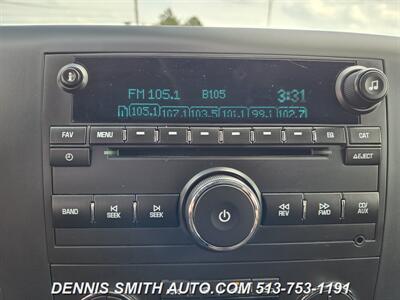 FM 105.1 B105 3:31
105.1 107.1 103.5 101.1 99.1 102.7
FAV MENU EQ CAT
EJECT
BAND SEEK SEEK REV FWD CD/AUX
DENNIS SMITH AUTO.COM 513-753-1191